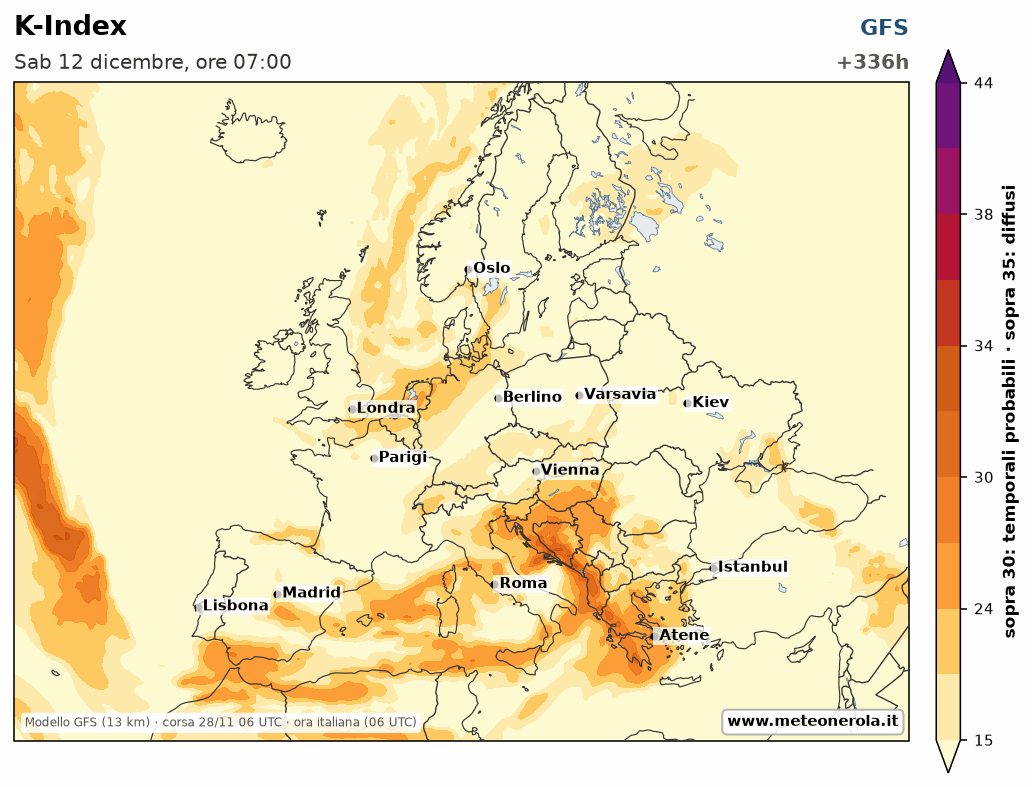 K-Index
GFS
Sab 12 dicembre, ore 07:00
+336h
44
38
34
30
24
15
sopra 30: temporali probabili · sopra 35: diffusi
Oslo
Londra
Berlino
Varsavia
Kiev
Parigi
Vienna
Istanbul
Roma
Madrid
Lisbona
Atene
Modello GFS (13 km) · corsa 28/11 06 UTC · ora italiana (06 UTC)
www.meteonerola.it